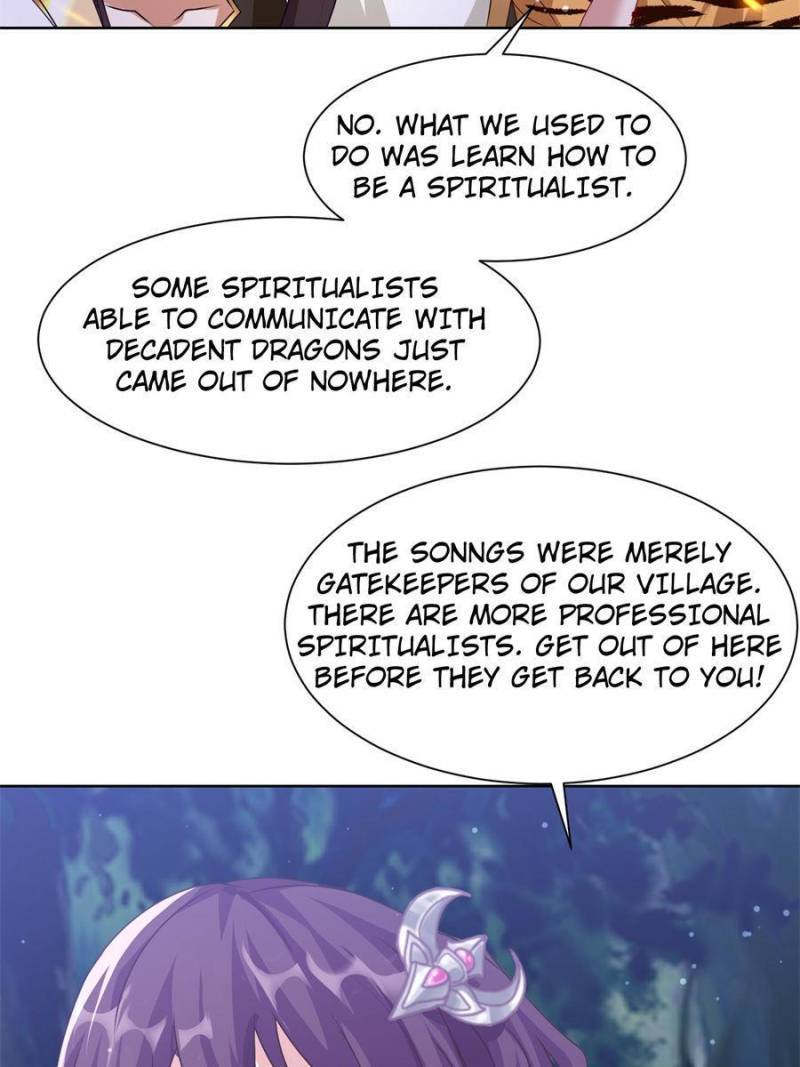 NO. WHAT WE USED TO
DO WAS LEARN HOW TO
BE A SPIRITUALIST.
SOME SPIRITUALISTS
ABLE TO COMMUNICATE WITH
DECADENT DRAGONS JUST
CAME OUT OF NOWHERE.
THE SONNGS WERE MERELY
GATEKEEPERS OF OUR VILLAGE.
THERE ARE MORE PROFESSIONAL
SPIRITUALISTS. GET OUT OF HERE
BEFORE THEY GET BACK TO YOU!